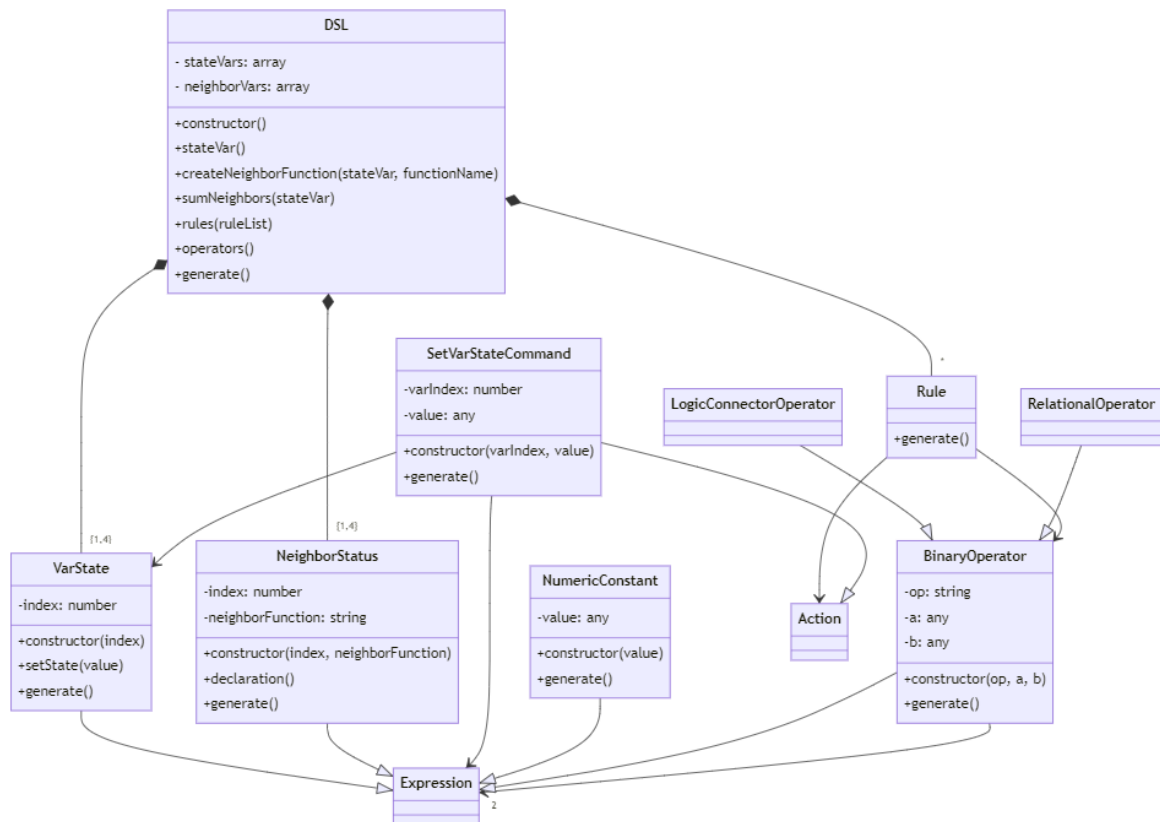 DSL
- stateVars: array
- neighborVars: array
+constructor()
+stateVar()
+createNeighborFunction(stateVar, functionName)
+sumNeighbors(stateVar)
+rules(ruleList)
+operators()
+generate()
SetVarStateCommand
-varIndex: number
-value: any
+constructor(varIndex, value)
+generate()
LogicConnectorOperator
*
Rule
+generate()
RelationalOperator
[1,4]
VarState
-index: number
+constructor(index)
+setState(value)
+generate()
[1,4]
NeighborStatus
-index: number
-neighborFunction: string
+constructor(index, neighborFunction)
+declaration()
+generate()
NumericConstant
-value: any
+constructor(value)
+generate()
Action
BinaryOperator
-op: string
-a: any
-b: any
+constructor(op, a, b)
+generate()
Expression
2